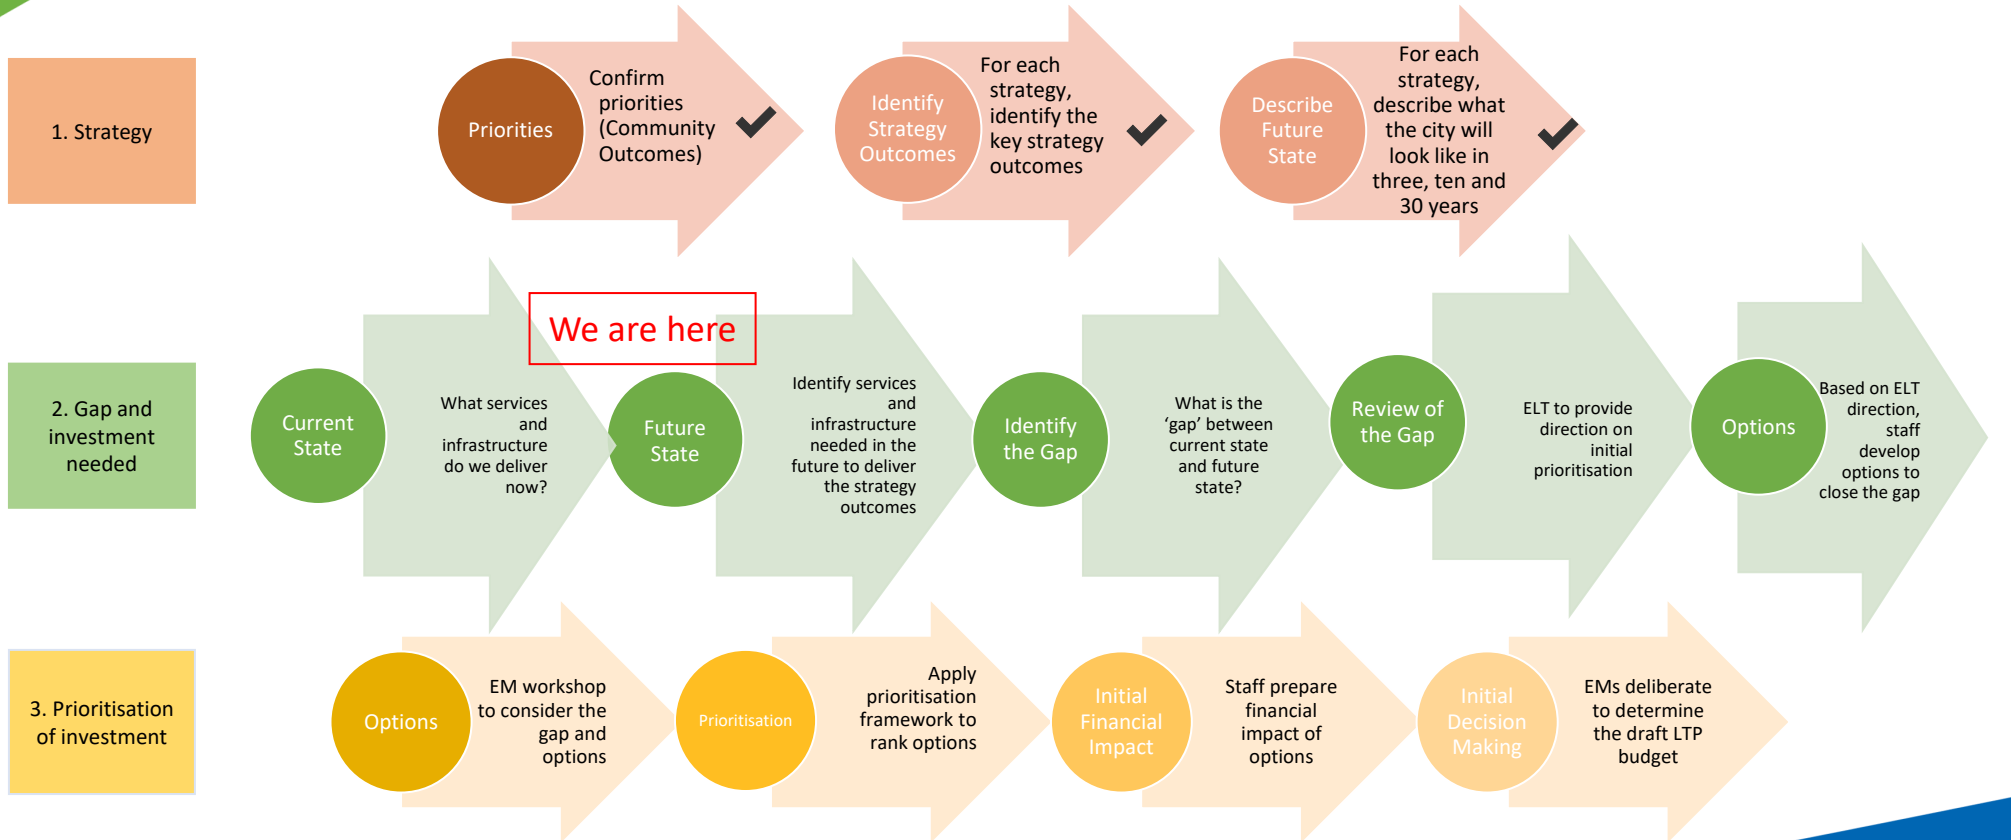 1. Strategy
Priorities
Confirm
priorities
(Community
Outcomes)
Identify
Strategy
Outcomes
For each
strategy,
identify the
key strategy
outcomes
Describe
Future
State
For each
strategy,
describe what
the city will
look like in
three, ten and
30 years
We are here
2. Gap and
investment
needed
Current
State
What services
and
infrastructure
do we deliver
now?
Future
State
Identify services
and
infrastructure
needed in the
future to deliver
the strategy
outcomes
Identify
the Gap
What is the
‘gap’ between
current state
and future
state?
Review of
the Gap
ELT to provide
direction on
initial
prioritisation
Options
Based on ELT
direction,
staff
develop
options to
close the gap
3. Prioritisation
of investment
Options
EM workshop
to consider the
gap and
options
Prioritisation
Apply
prioritisation
framework to
rank options
Initial
Financial
Impact
Staff prepare
financial
impact of
options
Initial
Decision
Making
EMs deliberate
to determine
the draft LTP
budget